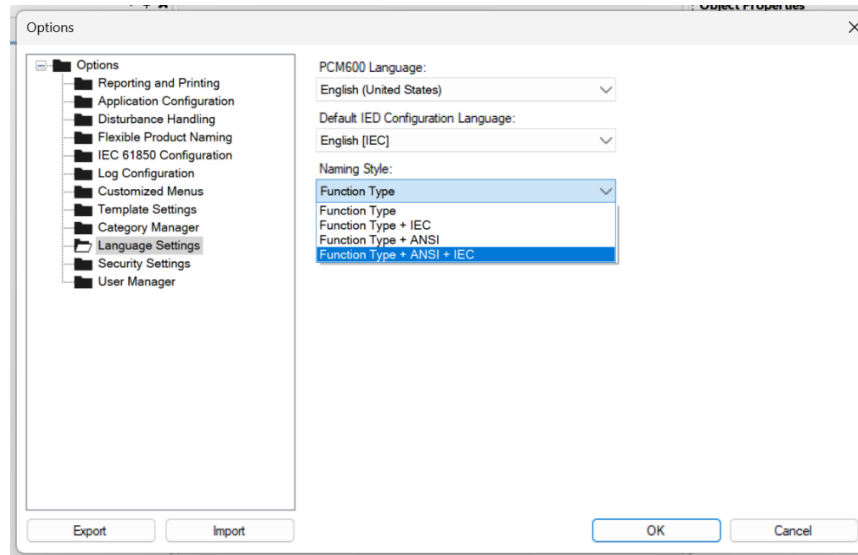 Object Properties
Options
Options
Reporting and Printing
Application Configuration
Disturbance Handling
Flexible Product Naming
IEC 61850 Configuration
Log Configuration
Customized Menus
Template Settings
Category Manager
Language Settings
Security Settings
User Manager
PCM600 Language:
English (United States)
Default IED Configuration Language:
English [IEC]
Naming Style:
Function Type
Function Type
Function Type + IEC
Function Type + ANSI
Function Type + ANSI + IEC
Export
Import
OK
Cancel